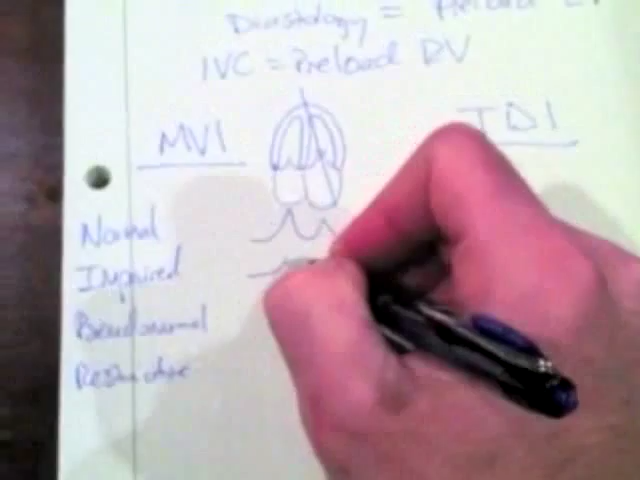 Diastology = Preload LV
IVC = Preload RV
MVI
TDI
Normal
Impaired
Pseudonormal
Restrictive